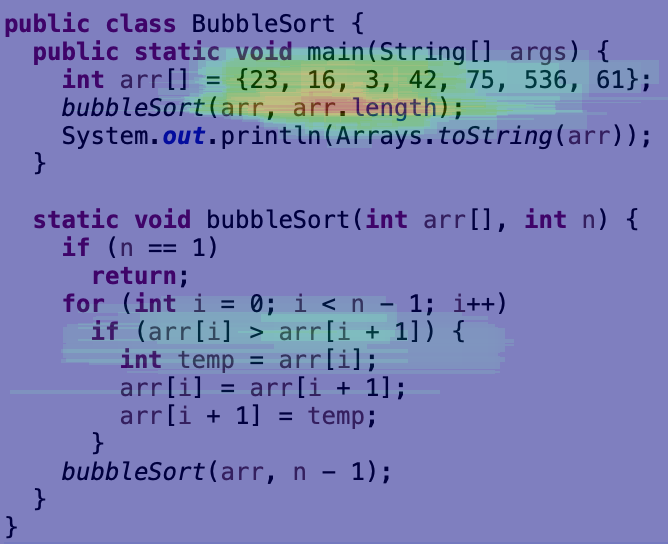 public class BubbleSort {
  public static void main(String[] args) {
    int arr[] = {23, 16, 3, 42, 75, 536, 61};
    bubbleSort(arr, arr.length);
    System.out.println(Arrays.toString(arr));
  }

  static void bubbleSort(int arr[], int n) {
    if (n == 1)
      return;
    for (int i = 0; i < n - 1; i++)
      if (arr[i] > arr[i + 1]) {
        int temp = arr[i];
        arr[i] = arr[i + 1];
        arr[i + 1] = temp;
      }
    bubbleSort(arr, n - 1);
  }
}